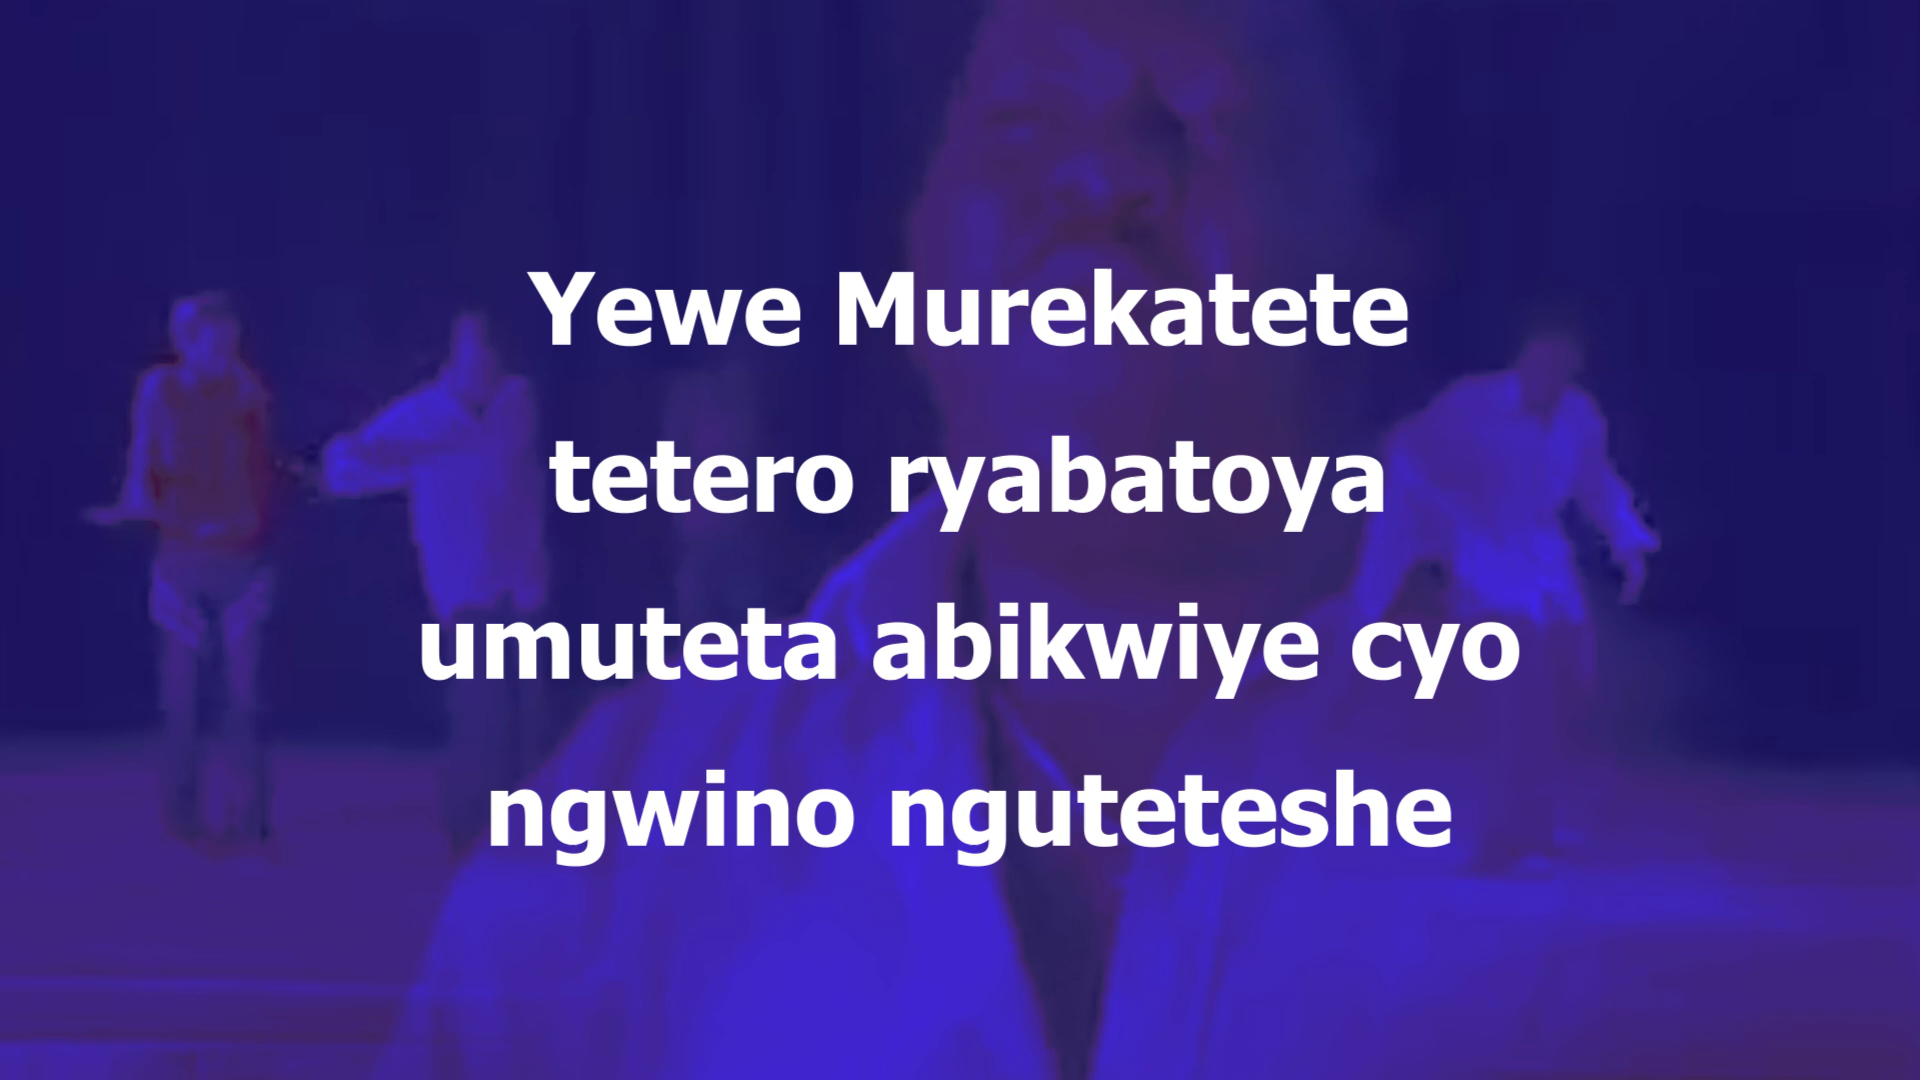 Yewe Murekatete
tetero ryabatoya
umuteta abikwiye cyo
ngwino nguteteshe